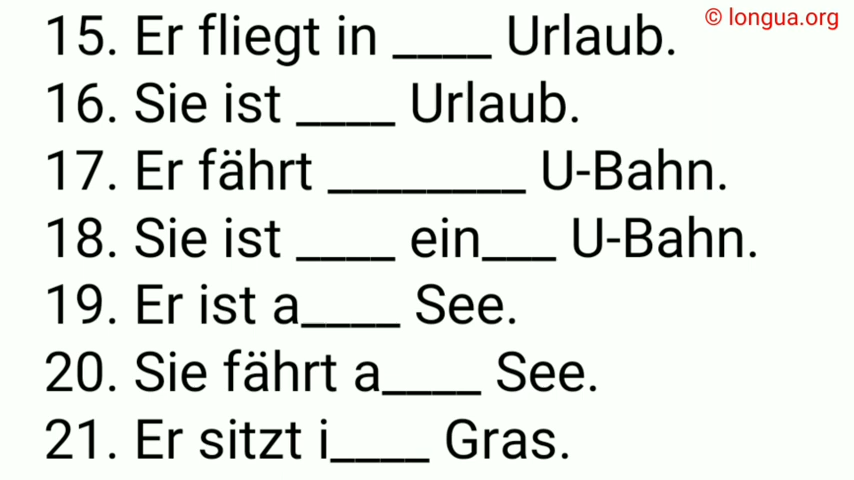 © longua.org
15. Er fliegt in ____ Urlaub.
16. Sie ist ____ Urlaub.
17. Er fährt ________ U-Bahn.
18. Sie ist ____ ein___ U-Bahn.
19. Er ist a____ See.
20. Sie fährt a____ See.
21. Er sitzt i____ Gras.